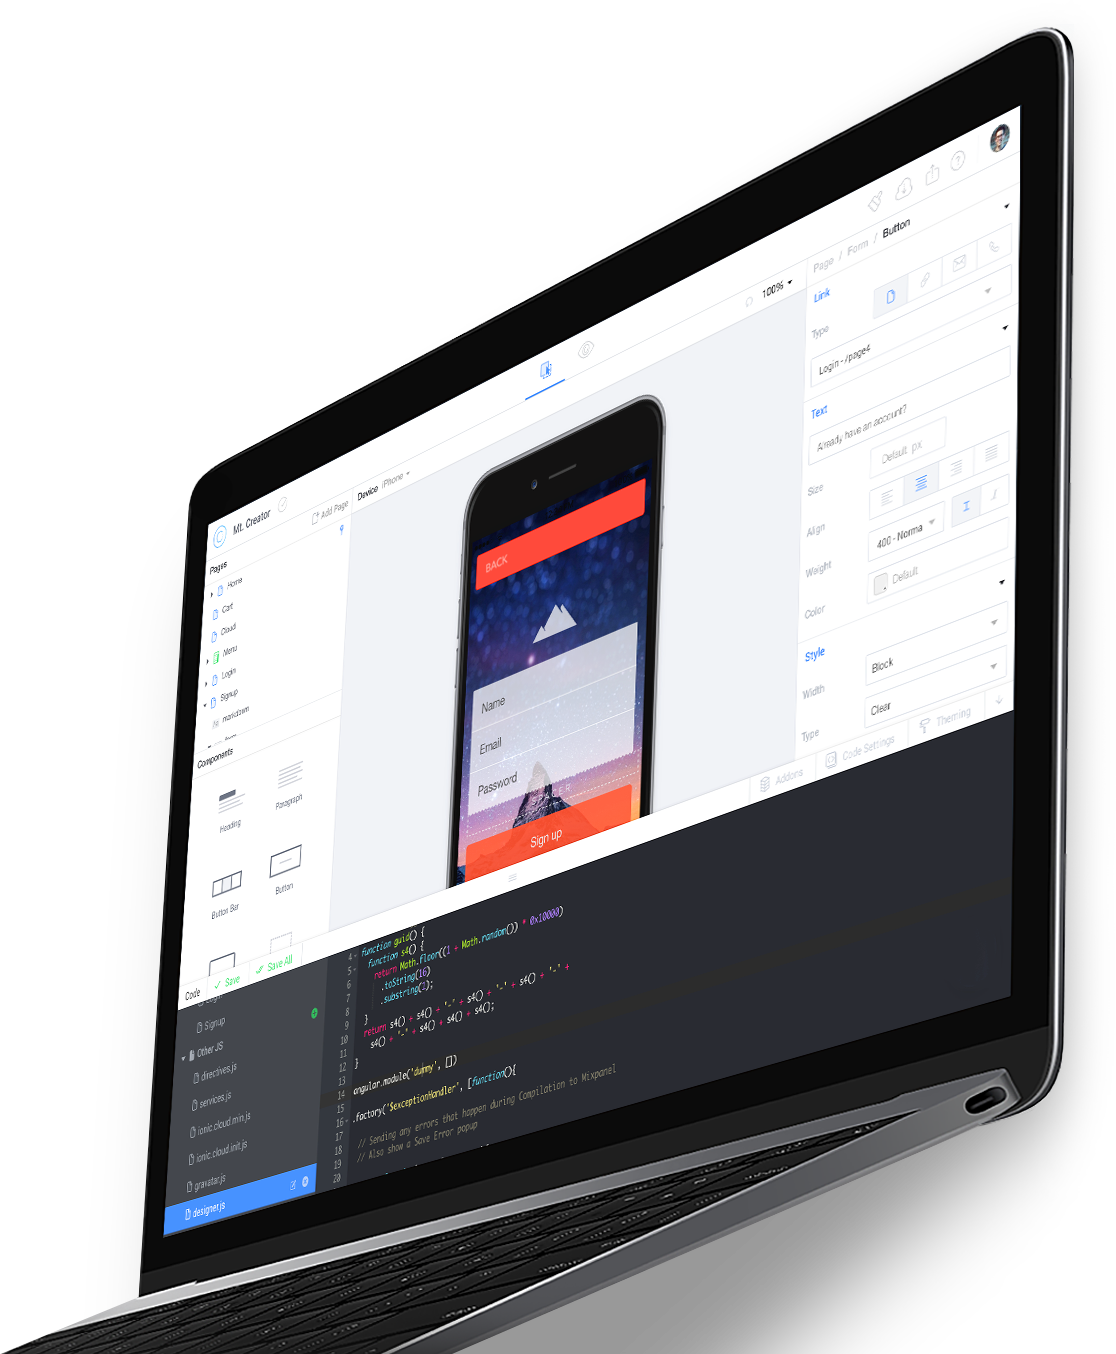 Mt. Creator
Add Page
Pages
Home
Cart
Cloud
Menu
Login
Signup
markdown
Components
Heading
Paragraph
Button Bar
Button
Device iPhone
100%
BACK
Name
Email
Password
Sign up
Page / Form / Button
Link
Type
Login - /page4
Text
Already have an account?
Size
Default px
Align
Weight
400 - Norma
Color
Default
Style
Width
Block
Type
Clear
Addons
Code Settings
Theming
Code
Save
Save All
Signup
Other JS
directives.js
services.js
ionic.cloud.min.js
ionic.cloud.init.js
gravatar.js
designer.js
4 function guid() {
5 function s4() {
6 return Math.floor((1 + Math.random()) * 0x10000)
7 .toString(16)
8 .substring(1);
9 }
10 return s4() + s4() + '-' + s4() + '-' + s4() + '-' +
11 s4() + '-' + s4() + s4() + s4();
12 }
13
14 angular.module('dummy', [])
15
16 .factory('$exceptionHandler', [function(){
17
18 // Sending any errors that happen during Compilation to Mixpanel
19 // Also show a Save Error popup
20